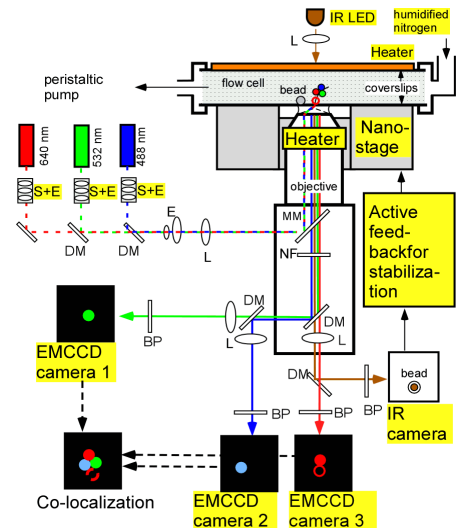 IR LED
humidified
nitrogen
L
Heater
peristaltic
pump
flow cell
bead
coverslips
640 nm
532 nm
488 nm
Heater
Nano-
stage
S+E
S+E
S+E
objective
MM
E
L
DM
DM
NF
Active
feed-
backfor
stabiliza-
tion
DM
DM
BP
L
L
EMCCD
camera 1
DM
BP
bead
IR
camera
BP
BP
Co-localization
EMCCD
camera 2
EMCCD
camera 3